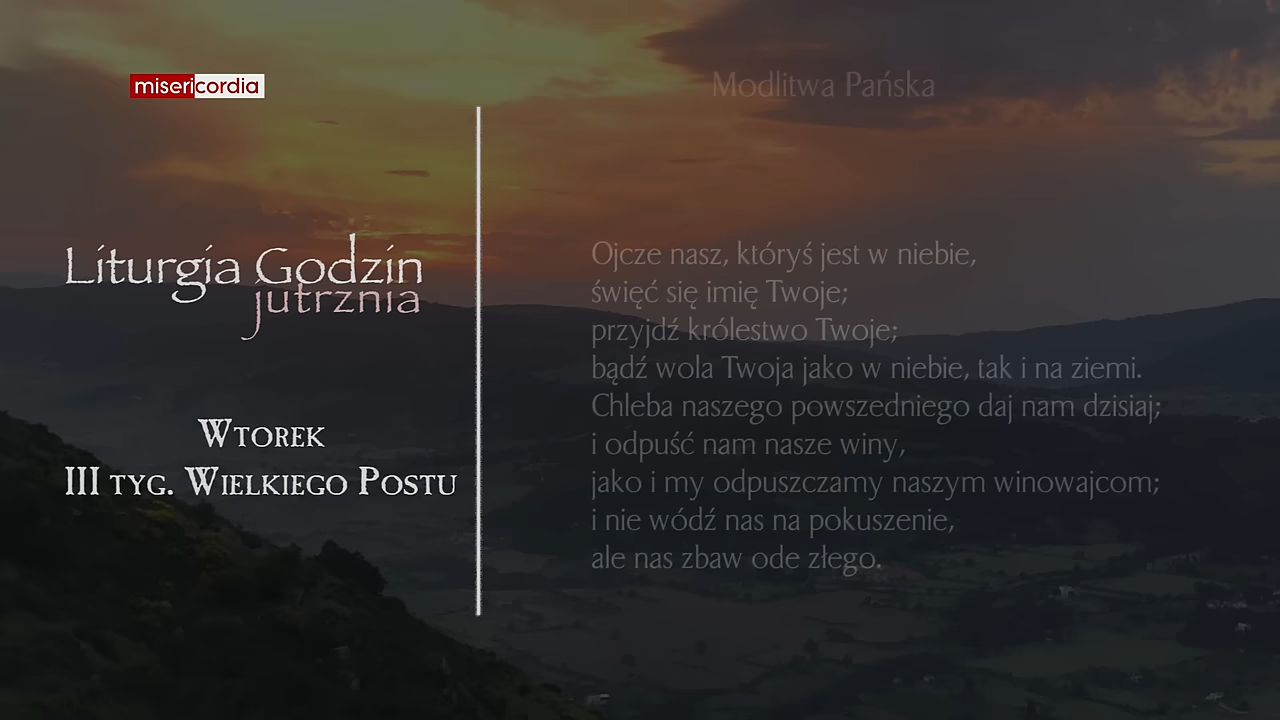 misericordia
Liturgia Godzin
jutrznia
Wtorek
III tyg. Wielkiego Postu
Modlitwa Pańska
Ojcze nasz, któryś jest w niebie,
święć się imię Twoje;
przyjdź królestwo Twoje;
bądź wola Twoja jako w niebie, tak i na ziemi.
Chleba naszego powszedniego daj nam dzisiaj;
i odpuść nam nasze winy,
jako i my odpuszczamy naszym winowajcom;
i nie wódź nas na pokuszenie,
ale nas zbaw ode złego.